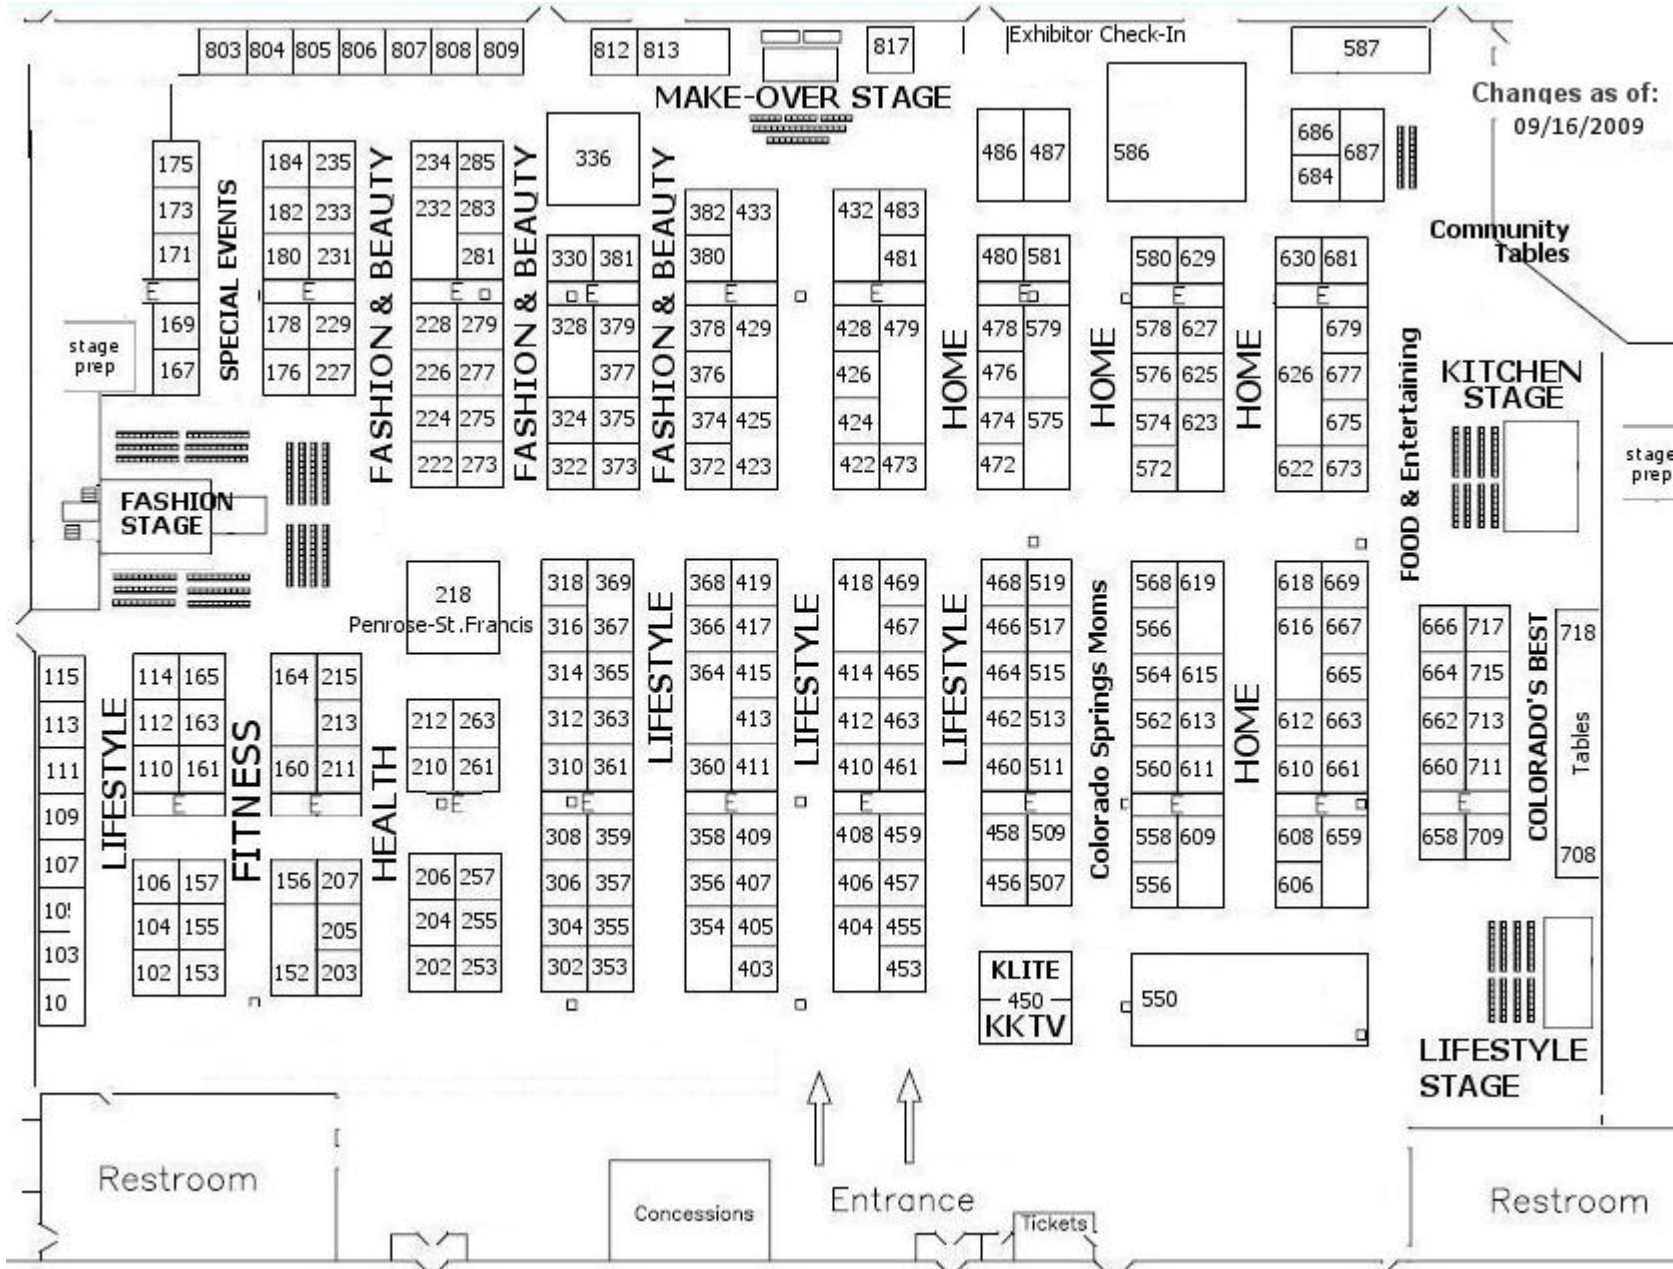 803 804 805 806 807 808 809
812 813
817
Exhibitor Check-In
587
MAKE-OVER STAGE
Changes as of:
09/16/2009
175
173
171
E
169
167
stage
prep
SPECIAL EVENTS
184 235
182 233
180 231
E
178 229
176 227
FASHION & BEAUTY
234 285
232 283
281
E
228 279
226 277
224 275
222 273
FASHION & BEAUTY
336
330 381
E
328 379
377
324 375
322 373
FASHION & BEAUTY
382 433
380
E
378 429
376
374 425
372 423
432 483
481
E
428 479
426
424
422 473
HOME
486 487
480 581
E
478 579
476
474 575
472
HOME
586
580 629
E
578 627
576 625
574 623
572
HOME
686
684
687
630 681
E
679
626 677
675
622 673
Community
Tables
FOOD & Entertaining
KITCHEN
STAGE
stage
prep
FASHION
STAGE
218
Penrose-St.Francis
115
113
111
109
107
103
LIFESTYLE
114 165
112 163
110 161
E
106 157
104 155
102 153
FITNESS
164 215
213
160 211
E
156 207
205
152 203
HEALTH
212 263
210 261
E
206 257
204 255
202 253
318 369
316 367
314 365
312 363
310 361
E
308 359
306 357
304 355
302 353
LIFESTYLE
368 419
366 417
364 415
413
360 411
E
358 409
356 407
354 405
403
LIFESTYLE
418 469
467
414 465
412 463
410 461
E
408 459
406 457
404 455
453
LIFESTYLE
468 519
466 517
464 515
462 513
460 511
E
458 509
456 507
KLITE
450
KKTV
Colorado Springs Moms
568 619
566
564 615
562 613
560 611
E
558 609
556
550
HOME
618 669
616 667
665
612 663
610 661
E
608 659
606
666 717
664 715
662 713
660 711
E
658 709
COLORADO'S BEST
718
Tables
708
LIFESTYLE
STAGE
Restroom
Concessions
Entrance
Tickets
Restroom